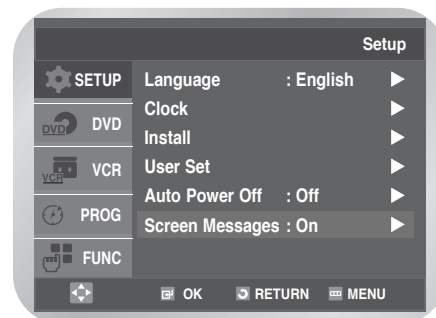 Setup
SETUP
Language : English
Clock
DVD DVD
Install
VCR VCR
User Set
Auto Power Off : Off
PROG
Screen Messages : On
FUNC
OK RETURN MENU